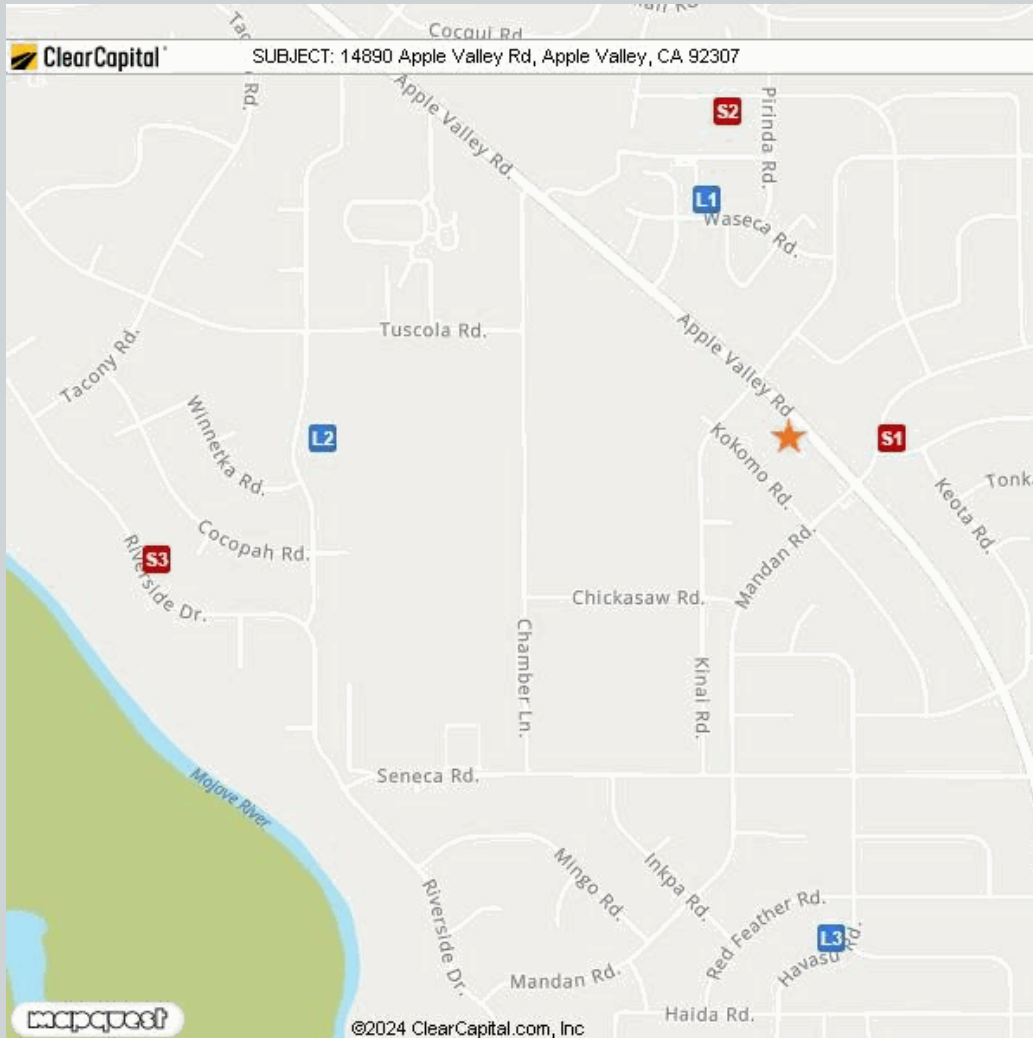 Cocqui Rd
ClearCapital
SUBJECT: 14890 Apple Valley Rd, Apple Valley, CA 92307
Rd.
Apple Valley Rd.
S2
Pirinda Rd.
L1
Waseca Rd.
Tuscola Rd.
Apple Valley Rd
Tacony Rd.
Winnetka Rd.
L2
Kokomo Rd.
S1
Keota Rd.
Cocopah Rd.
S3
Riverside Dr.
Mandan Rd.
Chickasaw Rd.
Chamber Ln.
Kinai Rd.
Seneca Rd.
Mojave River
Mingo Rd.
Inkpa Rd.
Riverside Dr.
Red Feather Rd.
L3
Havasu Rd.
Mandan Rd.
Haida Rd.
mapquest
©2024 ClearCapital.com, Inc